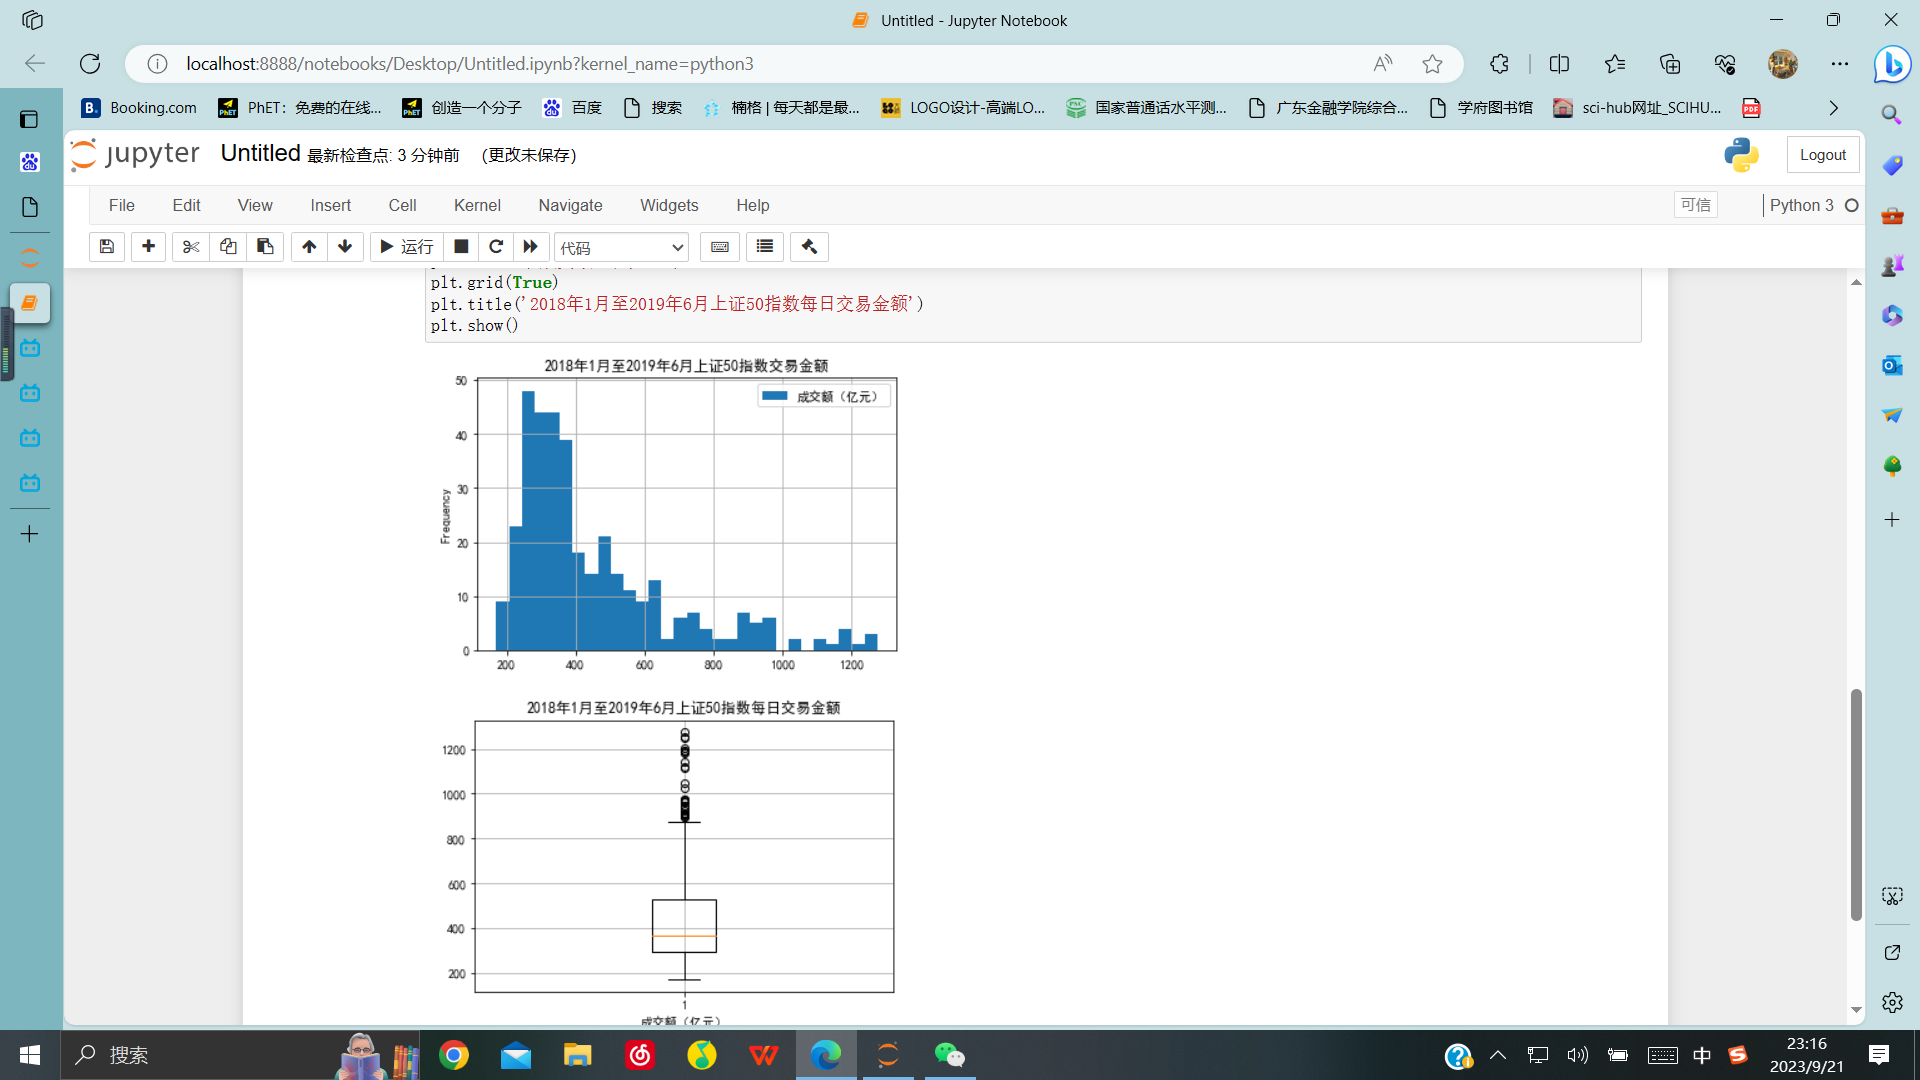 Untitled - Jupyter Notebook
localhost:8888/notebooks/Desktop/Untitled.ipynb?kernel_name=python3
Booking.com PhET：免费的在线... 创造一个分子 百度 搜索 楠格 | 每天都是最... LOGO设计-高端LO... 国家普通话水平测... 广东金融学院综合... 学府图书馆 sci-hub网址_SCIHU...
jupyter Untitled 最新检查点: 3 分钟前 (更改未保存) Logout
File Edit View Insert Cell Kernel Navigate Widgets Help 可信 Python 3
运行 代码
plt.grid(True)
plt.title('2018年1月至2019年6月上证50指数每日交易金额')
plt.show()
2018年1月至2019年6月上证50指数交易金额
成交额（亿元）
50
40
30
20
10
0
Frequency
200 400 600 800 1000 1200
2018年1月至2019年6月上证50指数每日交易金额
1200
1000
800
600
400
200
1
成交额（亿元）
搜索
中
23:16
2023/9/21